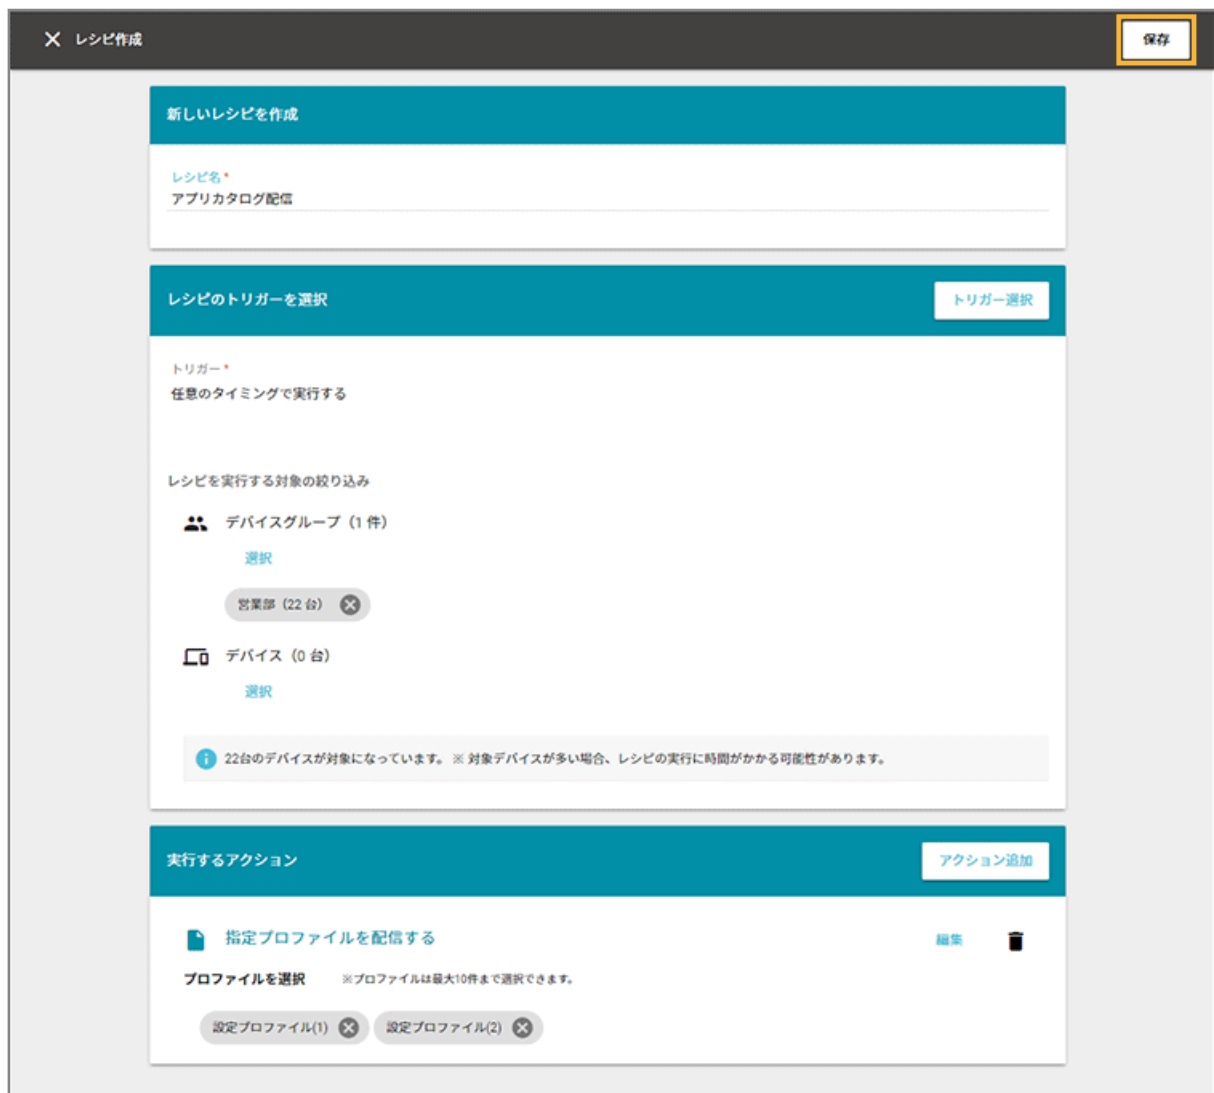 レシピ作成
保存
新しいレシピを作成
レシピ名*
アプリカタログ配信
レシピのトリガーを選択
トリガー選択
トリガー*
任意のタイミングで実行する
レシピを実行する対象の絞り込み
デバイスグループ（1 件）
選択
営業部（22 台）
デバイス（0 台）
選択
22台のデバイスが対象になっています。 ※ 対象デバイスが多い場合、レシピの実行に時間がかかる可能性があります。
実行するアクション
アクション追加
指定プロファイルを配信する
編集
プロファイルを選択 ※プロファイルは最大10件まで選択できます。
設定プロファイル(1) 設定プロファイル(2)